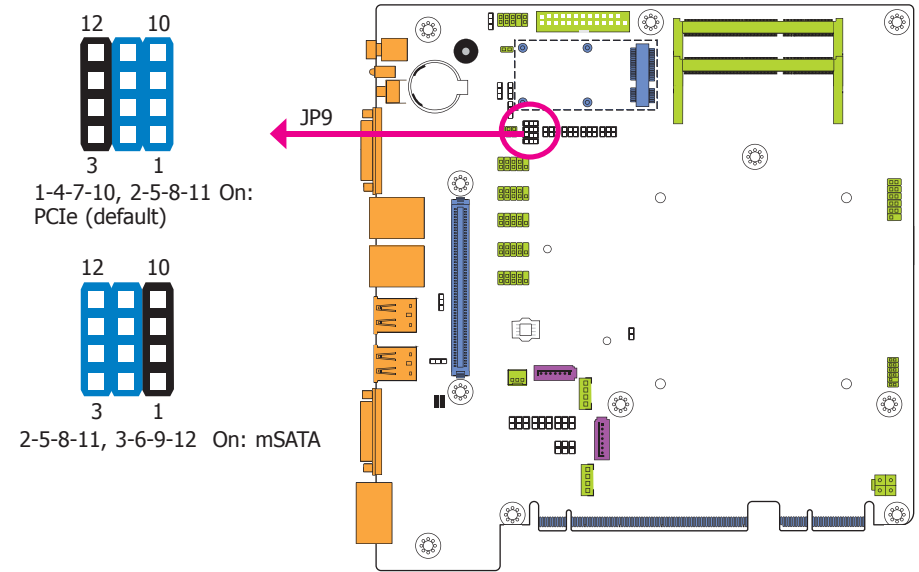 12 10
JP9
3 1
1-4-7-10, 2-5-8-11 On:
PCIe (default)
12 10
3 1
2-5-8-11, 3-6-9-12 On: mSATA